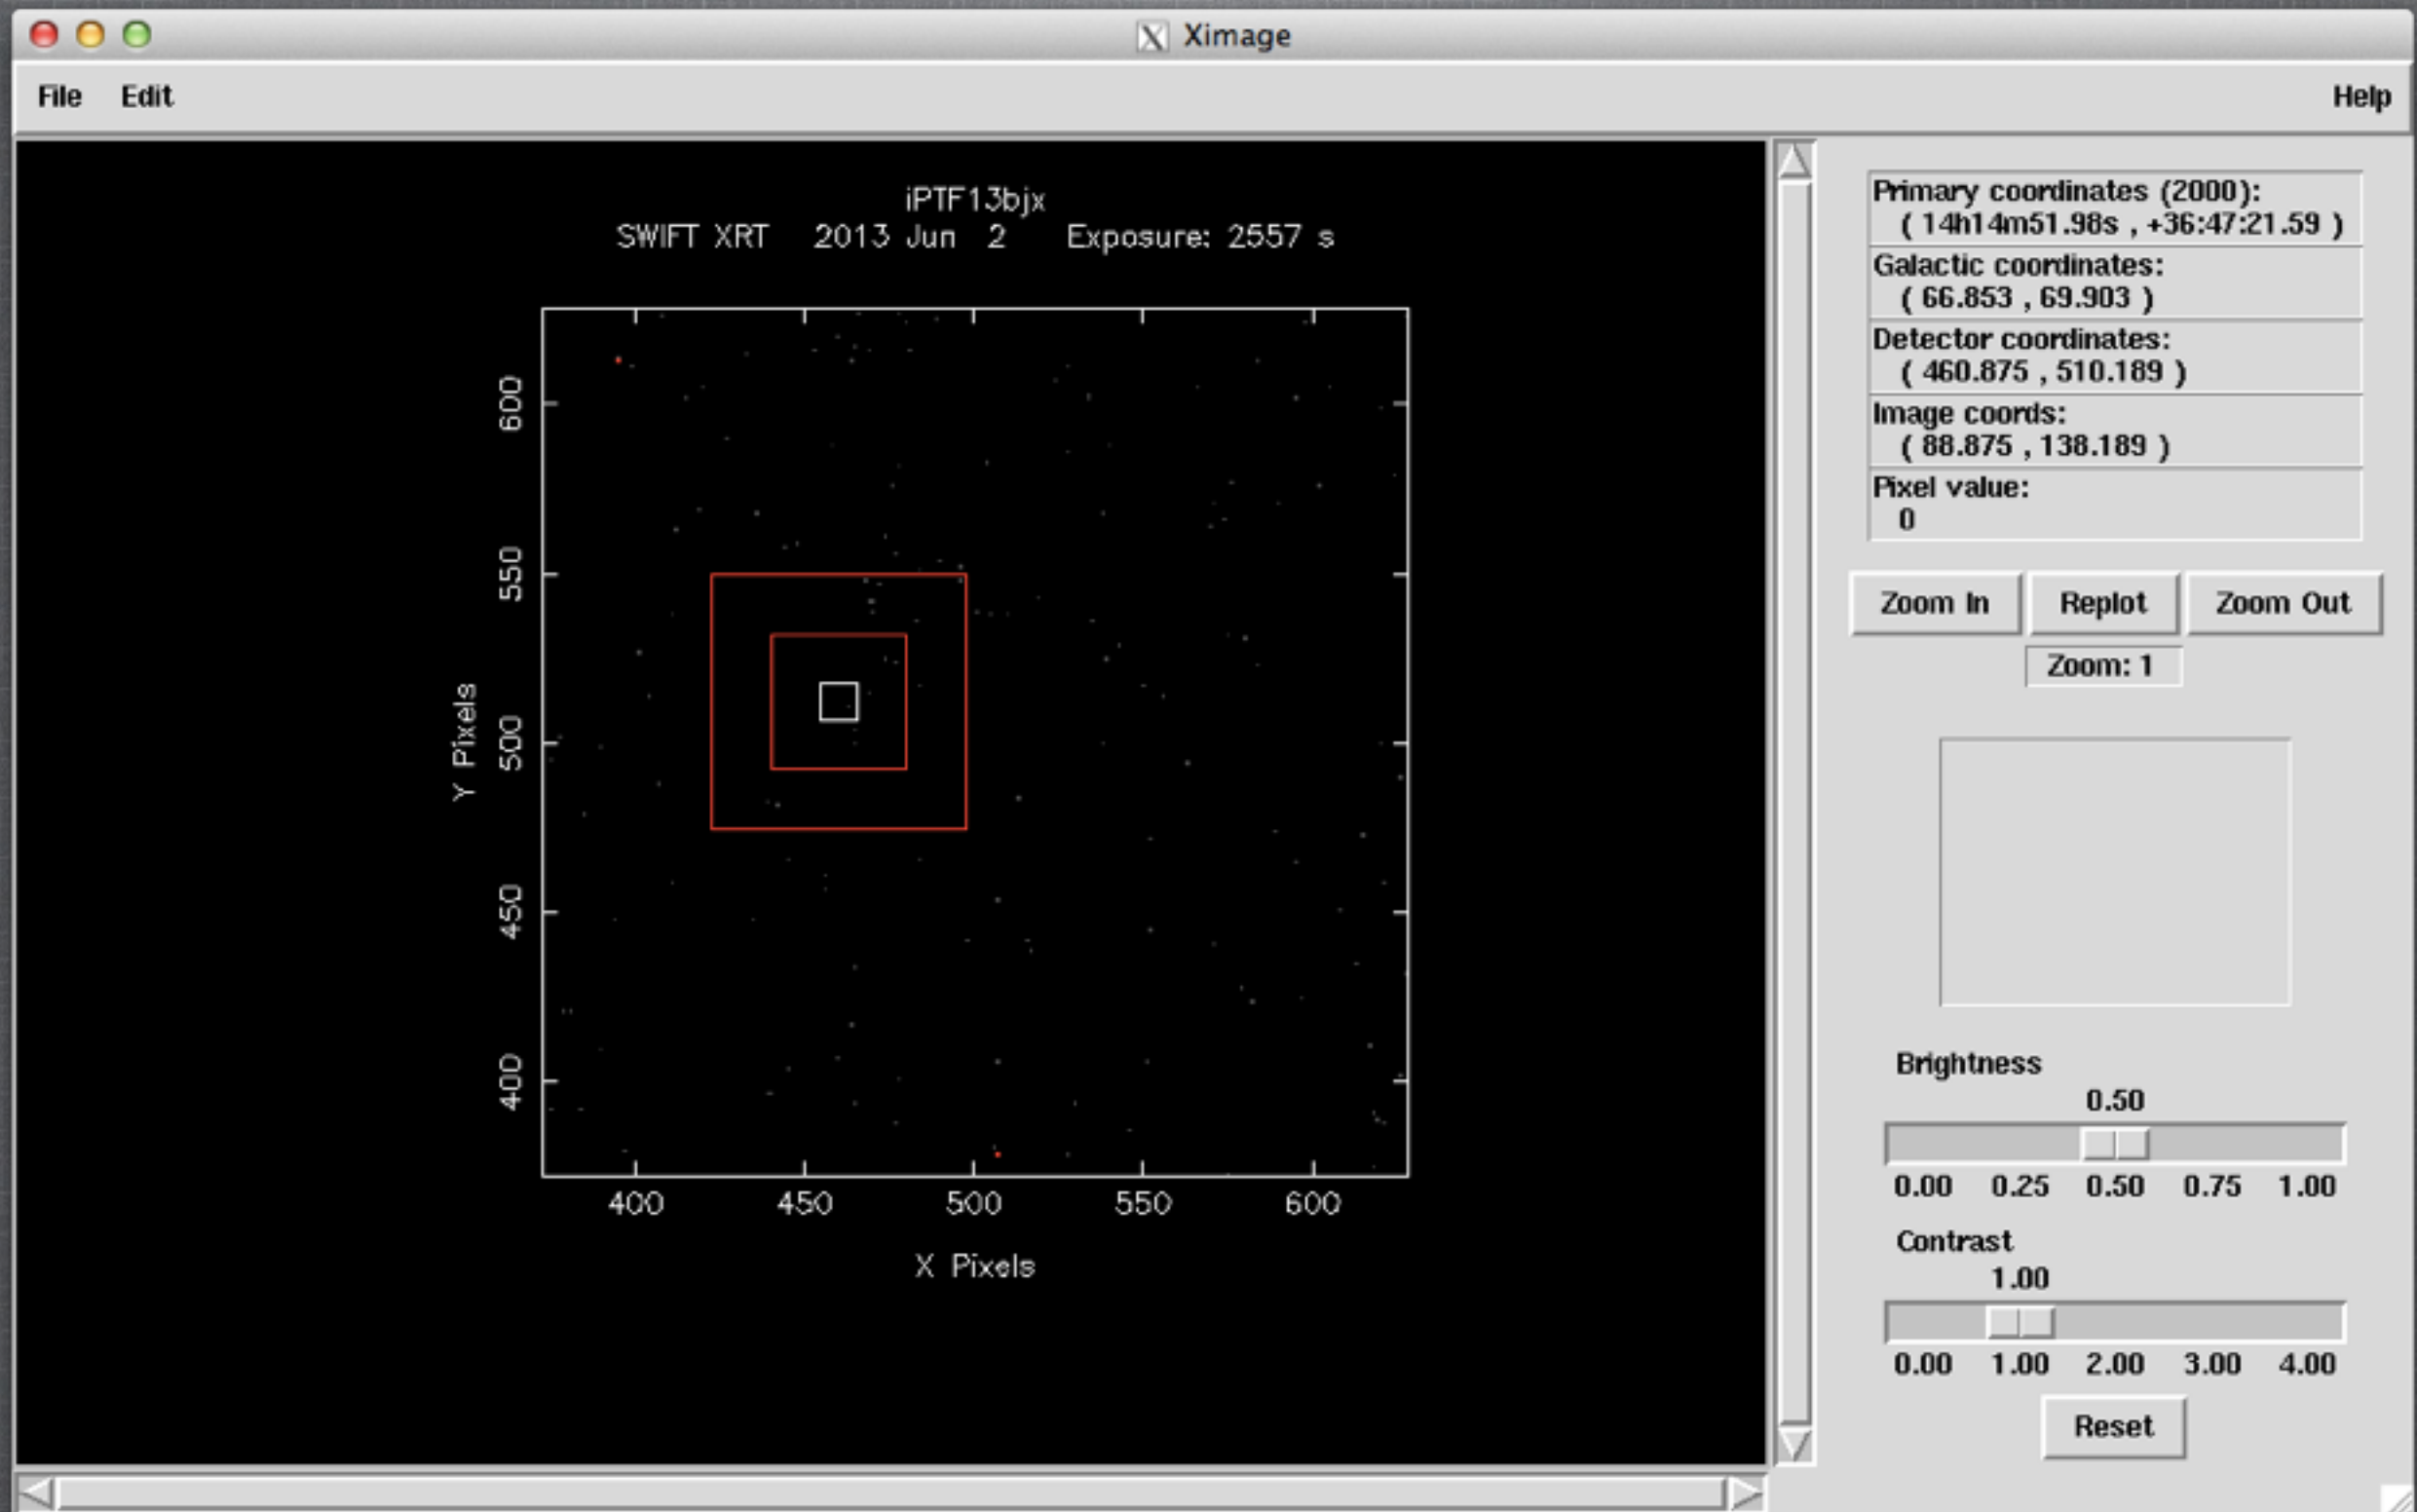 Ximage
File Edit Help
iPTF13bjx
SWIFT XRT 2013 Jun 2 Exposure: 2557 s
600
550
500
450
400
Y Pixels
400 450 500 550 600
X Pixels
Primary coordinates (2000):
( 14h14m51.98s , +36:47:21.59 )
Galactic coordinates:
( 66.853 , 69.903 )
Detector coordinates:
( 460.875 , 510.189 )
Image coords:
( 88.875 , 138.189 )
Pixel value:
0
Zoom In Replot Zoom Out
Zoom: 1
Brightness
0.50
0.00 0.25 0.50 0.75 1.00
Contrast
1.00
0.00 1.00 2.00 3.00 4.00
Reset